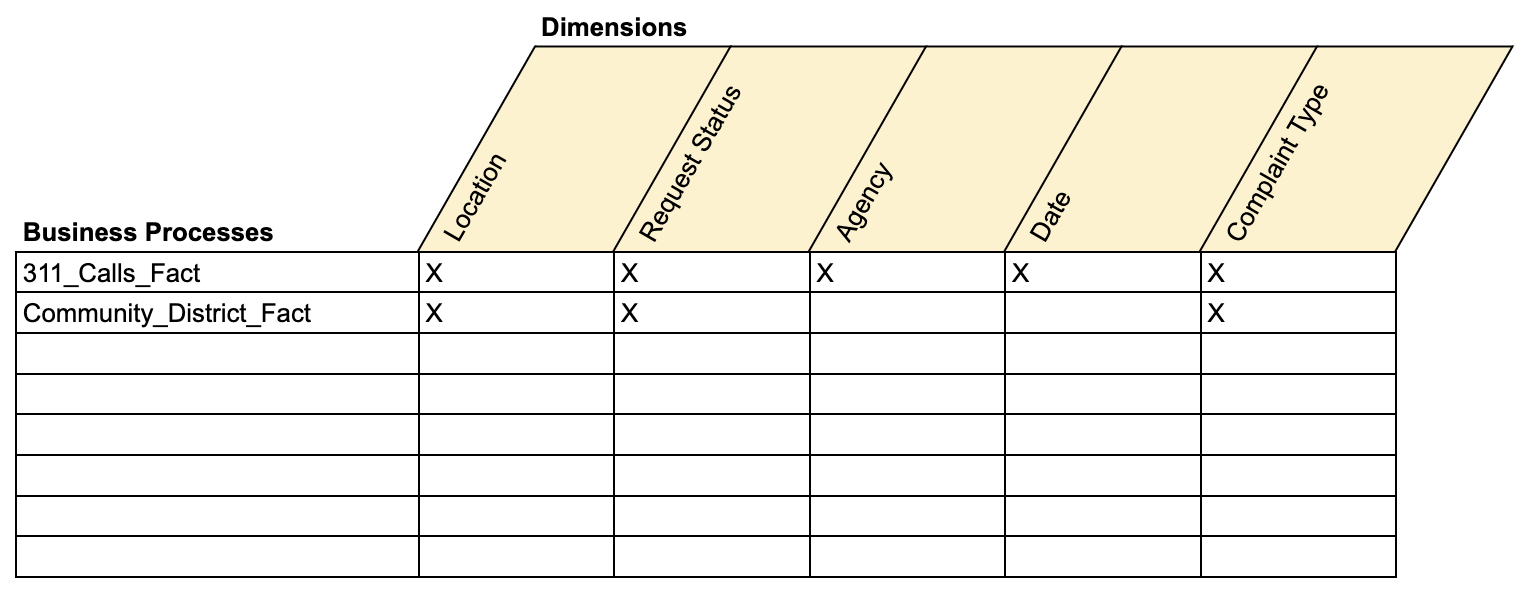 Dimensions
Location
Request Status
Agency
Date
Complaint Type
Business Processes
311_Calls_Fact X X X X X
Community_District_Fact X X X